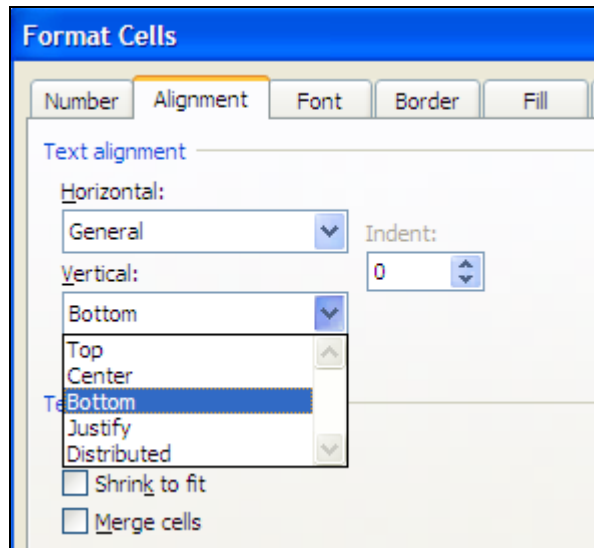 Format Cells
Number Alignment Font Border Fill
Text alignment
Horizontal:
General Indent:
Vertical: 0
Bottom
Top
Center
Te Bottom
Justify
Distributed
Shrink to fit
Merge cells